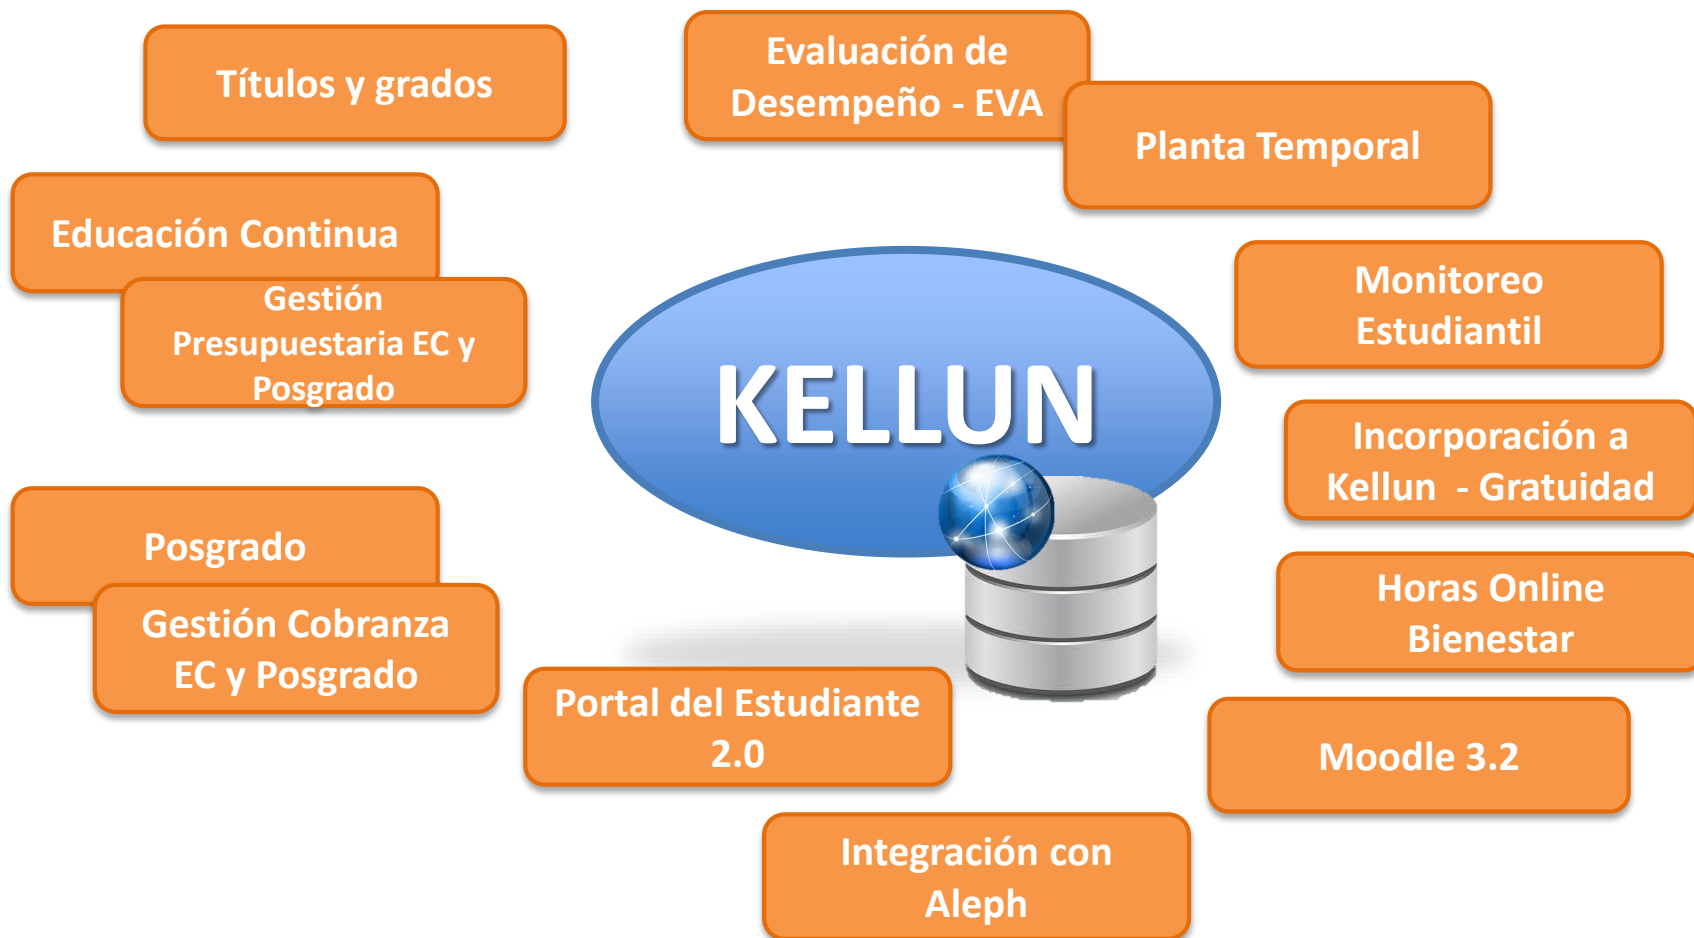 Títulos y grados
Evaluación de
Desempeño - EVA
Planta Temporal
Educación Continua
Gestión
Presupuestaria EC y
Posgrado
Monitoreo
Estudiantil
KELLUN
Incorporación a
Kellun - Gratuidad
Posgrado
Gestión Cobranza
EC y Posgrado
Horas Online
Bienestar
Portal del Estudiante
2.0
Moodle 3.2
Integración con
Aleph